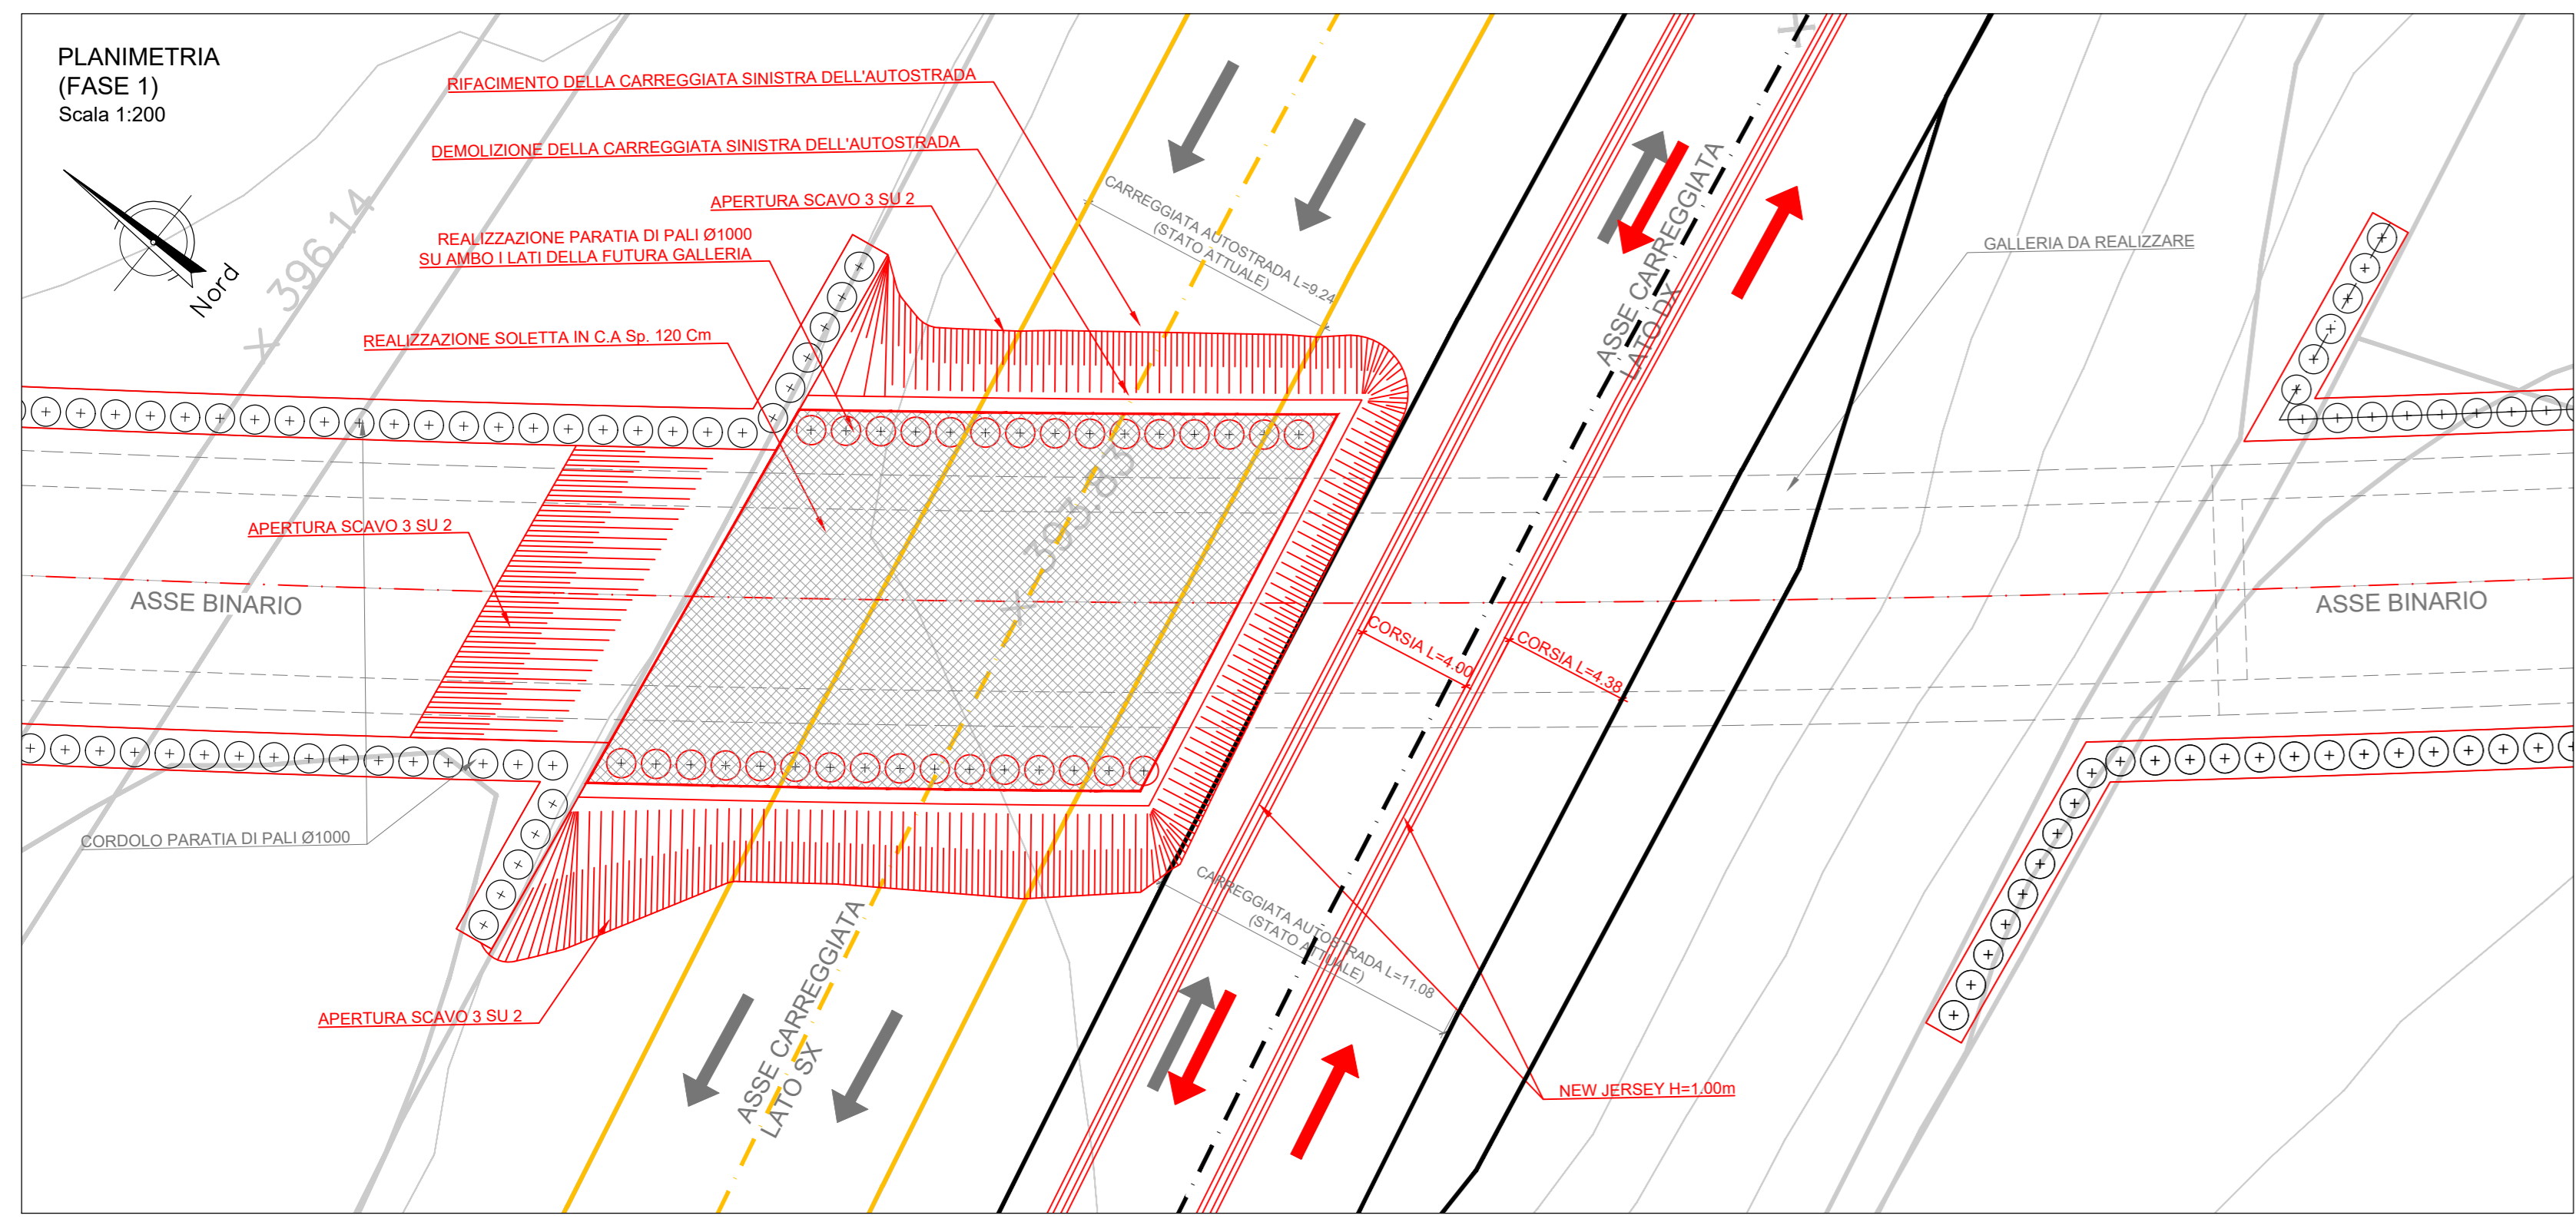 PLANIMETRIA
(FASE 1)
Scala 1:200
Nord
RIFACIMENTO DELLA CARREGGIATA SINISTRA DELL'AUTOSTRADA
DEMOLIZIONE DELLA CARREGGIATA SINISTRA DELL'AUTOSTRADA
APERTURA SCAVO 3 SU 2
REALIZZAZIONE PARATIA DI PALI Ø1000
SU AMBO I LATI DELLA FUTURA GALLERIA
REALIZZAZIONE SOLETTA IN C.A Sp. 120 Cm
X 396.14
CARREGGIATA AUTOSTRADA L=9.24
(STATO ATTUALE)
ASSE CARREGGIATA
LATO DX
GALLERIA DA REALIZZARE
X
X 393.83
APERTURA SCAVO 3 SU 2
ASSE BINARIO
ASSE BINARIO
CORSIA L=4.00
CORSIA L=4.38
CORDOLO PARATIA DI PALI Ø1000
CARREGGIATA AUTOSTRADA L=11.08
(STATO ATTUALE)
ASSE CARREGGIATA
LATO SX
APERTURA SCAVO 3 SU 2
NEW JERSEY H=1.00m